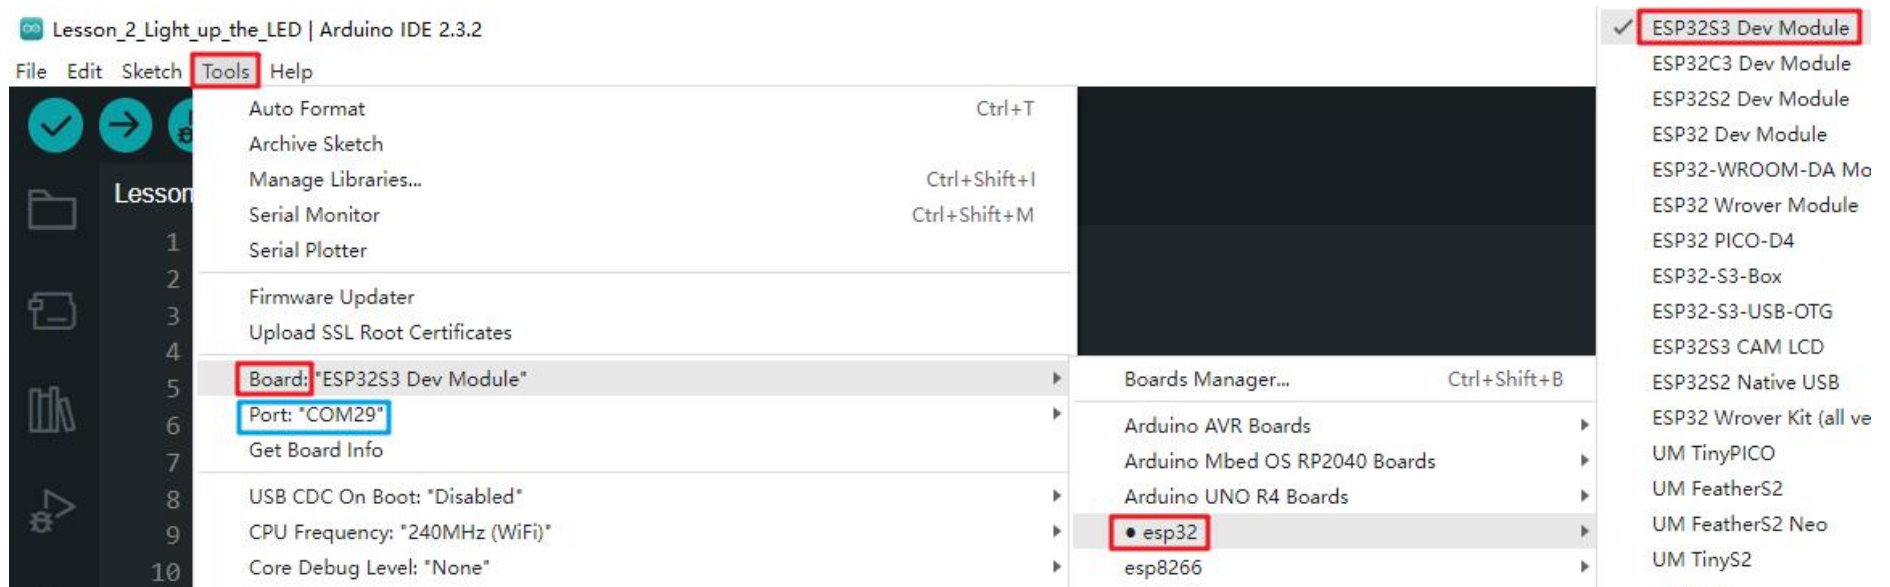 Lesson_2_Light_up_the_LED | Arduino IDE 2.3.2
File Edit Sketch Tools Help
Lesson
1
2
3
4
5
6
7
8
9
10
Auto Format Ctrl+T
Archive Sketch
Manage Libraries... Ctrl+Shift+I
Serial Monitor Ctrl+Shift+M
Serial Plotter
Firmware Updater
Upload SSL Root Certificates
Board: "ESP32S3 Dev Module"
Port: "COM29"
Get Board Info
USB CDC On Boot: "Disabled"
CPU Frequency: "240MHz (WiFi)"
Core Debug Level: "None"
Boards Manager... Ctrl+Shift+B
Arduino AVR Boards
Arduino Mbed OS RP2040 Boards
Arduino UNO R4 Boards
● esp32
esp8266
✓ ESP32S3 Dev Module
ESP32C3 Dev Module
ESP32S2 Dev Module
ESP32 Dev Module
ESP32-WROOM-DA Mo
ESP32 Wrover Module
ESP32 PICO-D4
ESP32-S3-Box
ESP32-S3-USB-OTG
ESP32S3 CAM LCD
ESP32S2 Native USB
ESP32 Wrover Kit (all ve
UM TinyPICO
UM FeatherS2
UM FeatherS2 Neo
UM TinyS2